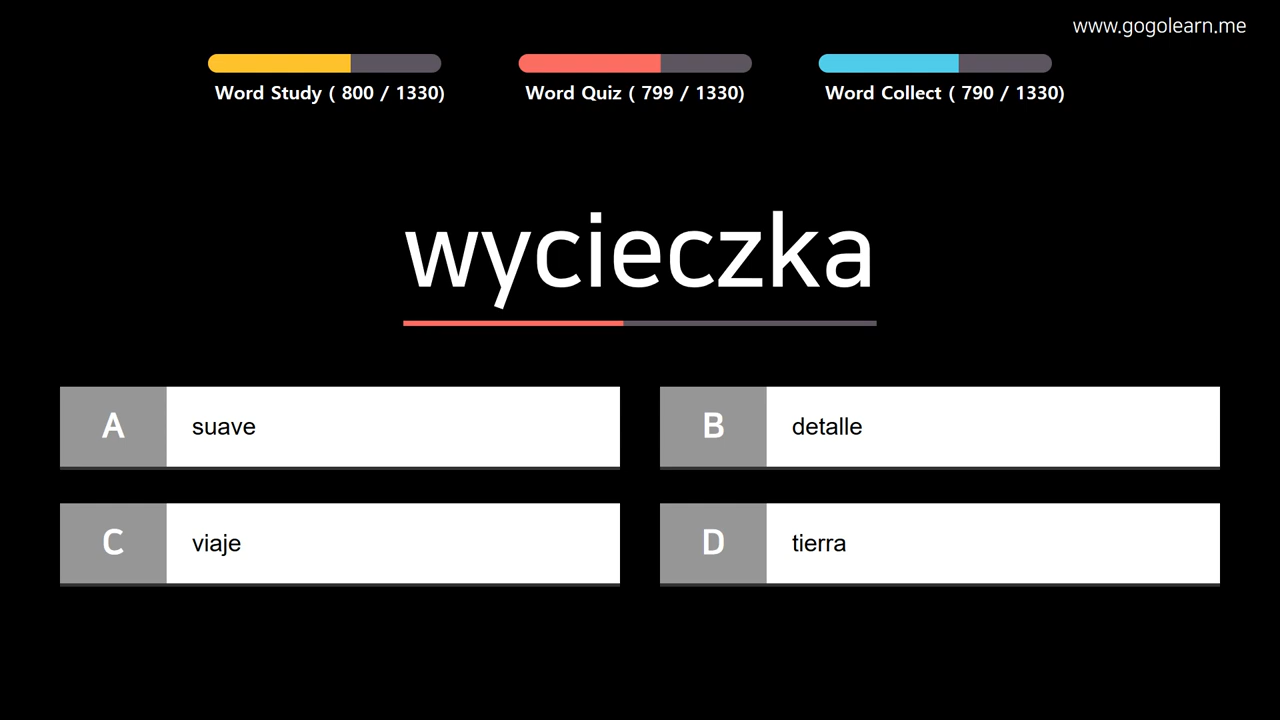 www.gogolearn.me
Word Study ( 800 / 1330)
Word Quiz ( 799 / 1330)
Word Collect ( 790 / 1330)
wycieczka
A suave
B detalle
C viaje
D tierra